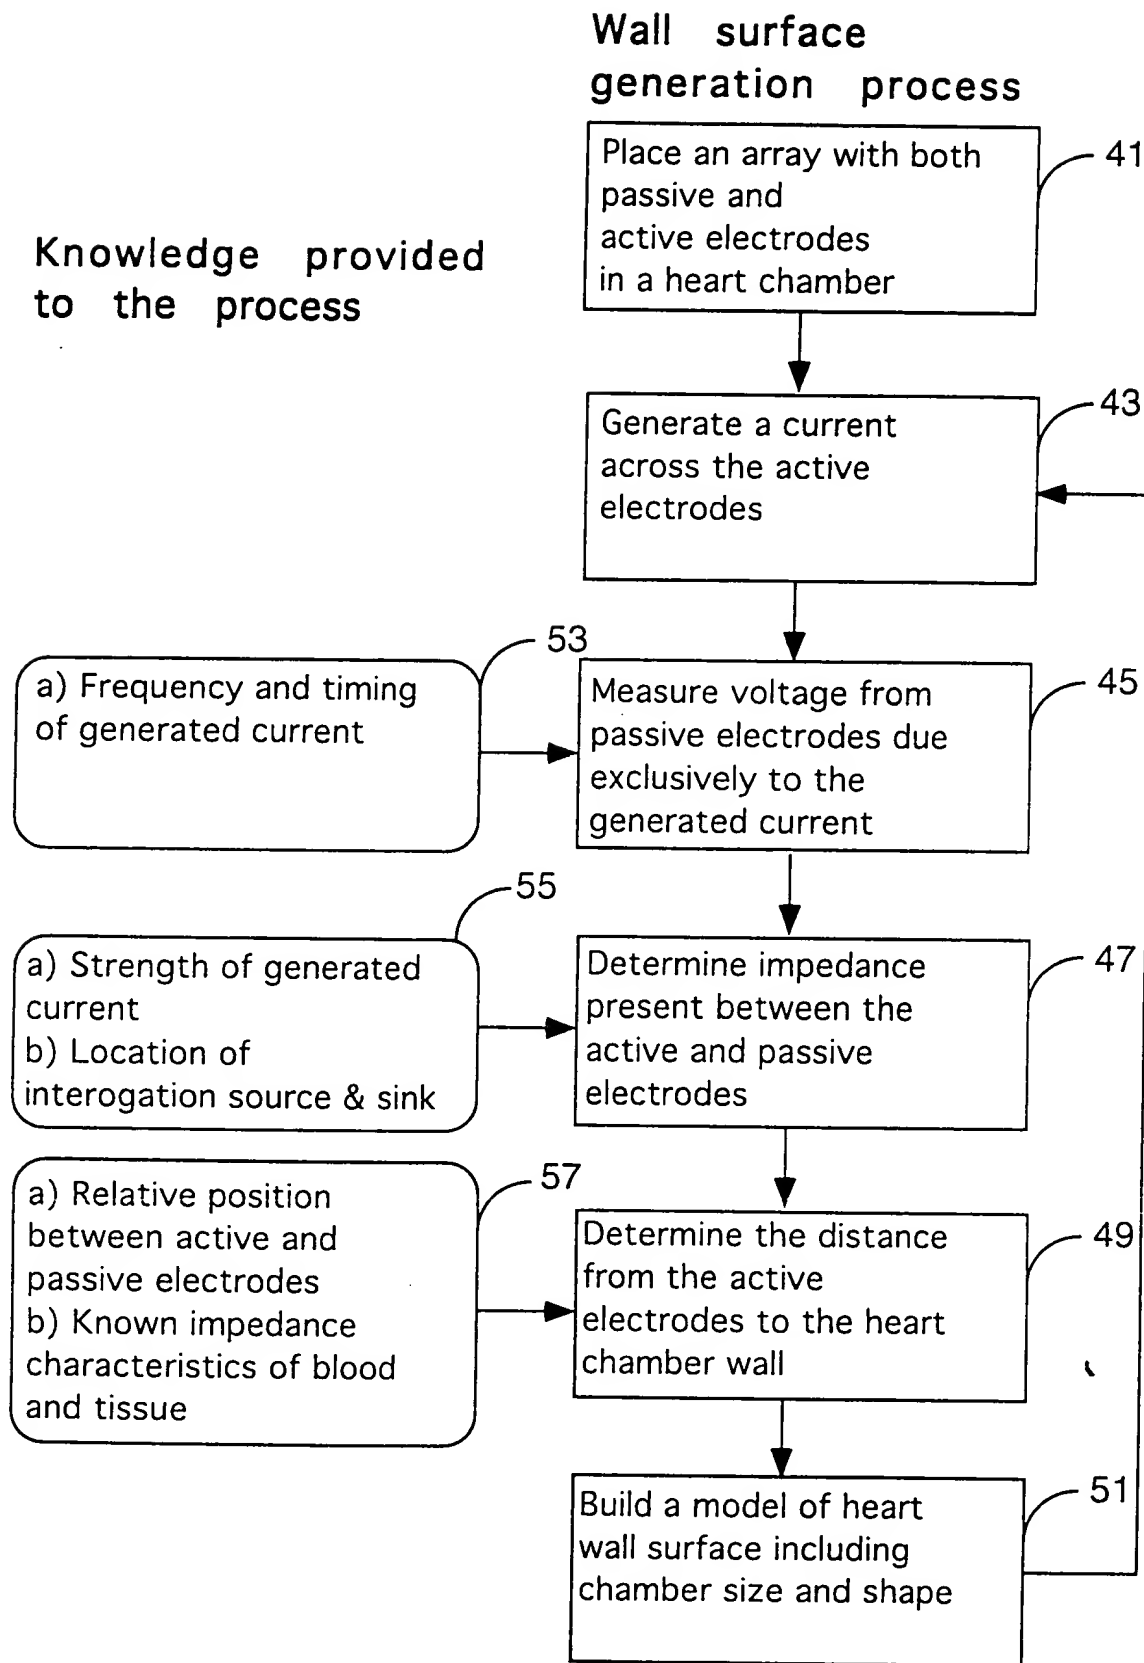 Wall surface
generation process
Place an array with both
passive and
active electrodes
in a heart chamber
41
Knowledge provided
to the process
Generate a current
across the active
electrodes
43
a) Frequency and timing
of generated current
53
Measure voltage from
passive electrodes due
exclusively to the
generated current
45
a) Strength of generated
current
b) Location of
interogation source & sink
55
Determine impedance
present between the
active and passive
electrodes
47
a) Relative position
between active and
passive electrodes
b) Known impedance
characteristics of blood
and tissue
57
Determine the distance
from the active
electrodes to the heart
chamber wall
49
Build a model of heart
wall surface including
chamber size and shape
51